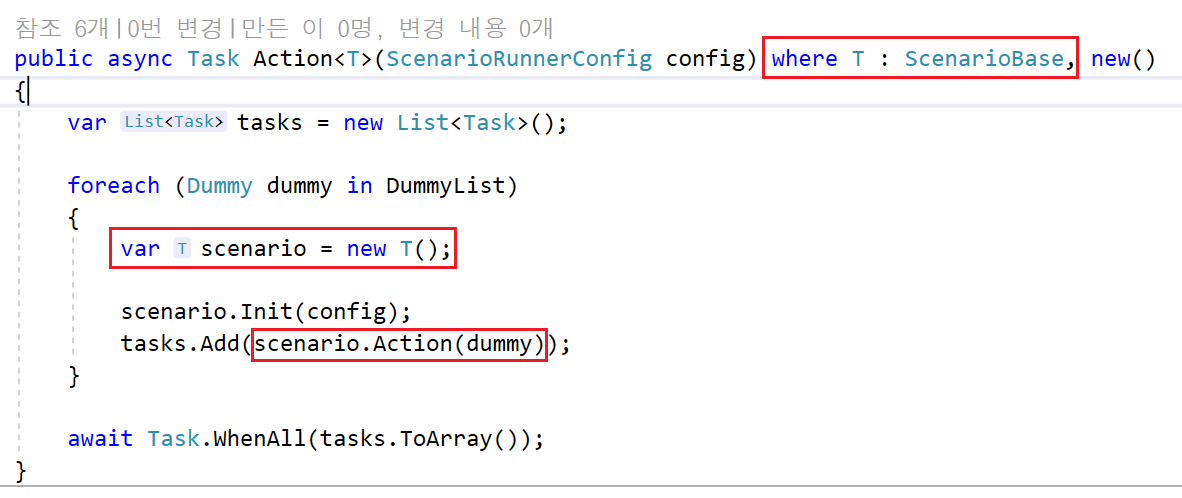 참조 6개|0번 변경|만든 이 0명, 변경 내용 0개
public async Task Action<T>(ScenarioRunnerConfig config) where T : ScenarioBase, new()
{
var List<Task> tasks = new List<Task>();
foreach (Dummy dummy in DummyList)
{
var T scenario = new T();
scenario.Init(config);
tasks.Add(scenario.Action(dummy));
}
await Task.WhenAll(tasks.ToArray());
}